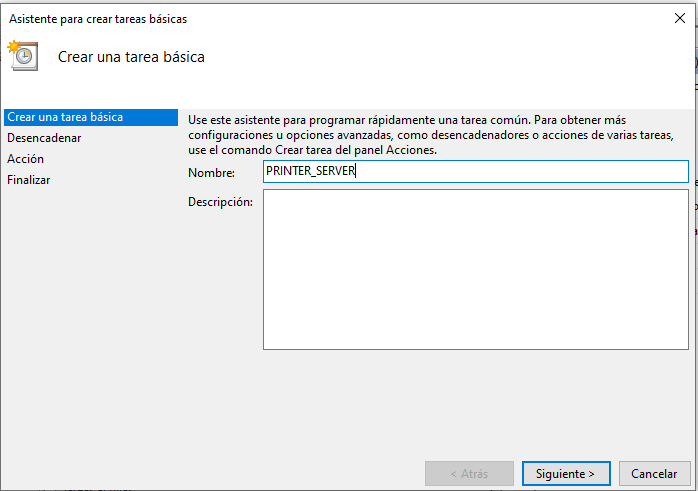 Asistente para crear tareas básicas
Crear una tarea básica
Crear una tarea básica
Desencadenar
Acción
Finalizar
Use este asistente para programar rápidamente una tarea común. Para obtener más
configuraciones u opciones avanzadas, como desencadenadores o acciones de varias tareas,
use el comando Crear tarea del panel Acciones.
Nombre:
PRINTER_SERVER
Descripción:
< Atrás
Siguiente >
Cancelar